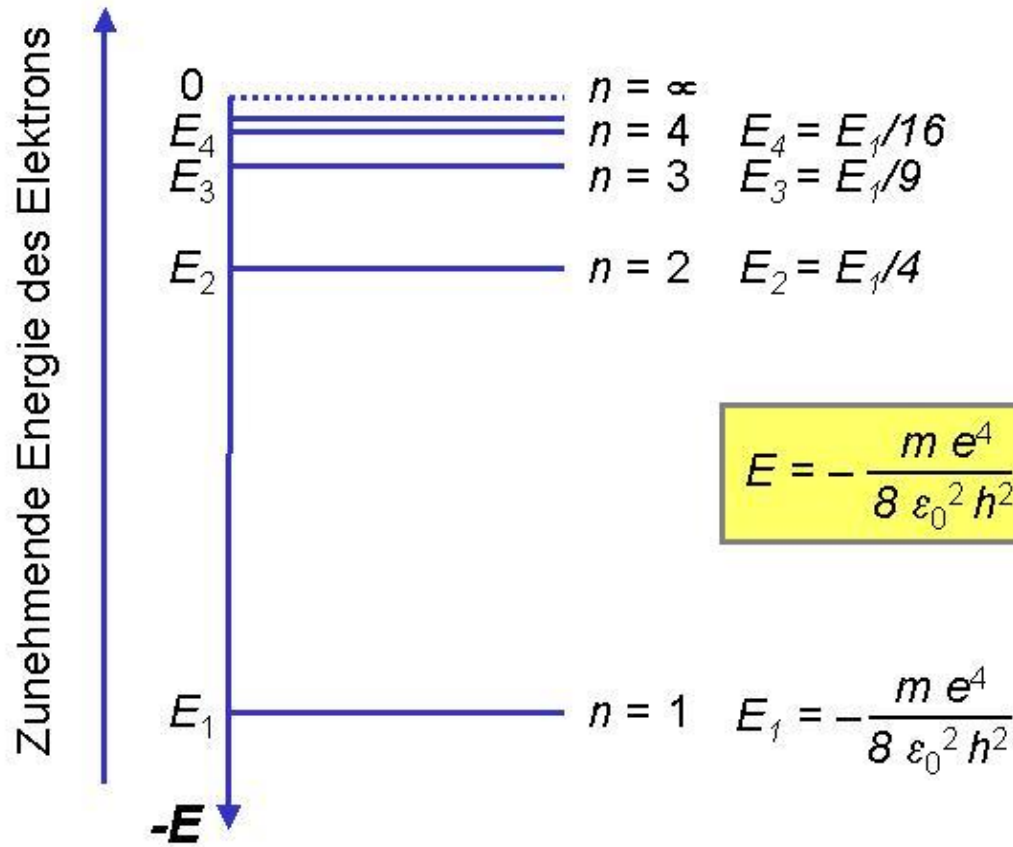 Zunehmende Energie des Elektrons
0 n = ∝
E₄ n = 4 E₄ = E₁/16
E₃ n = 3 E₃ = E₁/9
E₂ n = 2 E₂ = E₁/4
E = – m e⁴ / 8 ε₀² h²
E₁ n = 1 E₁ = – m e⁴ / 8 ε₀² h²
-E